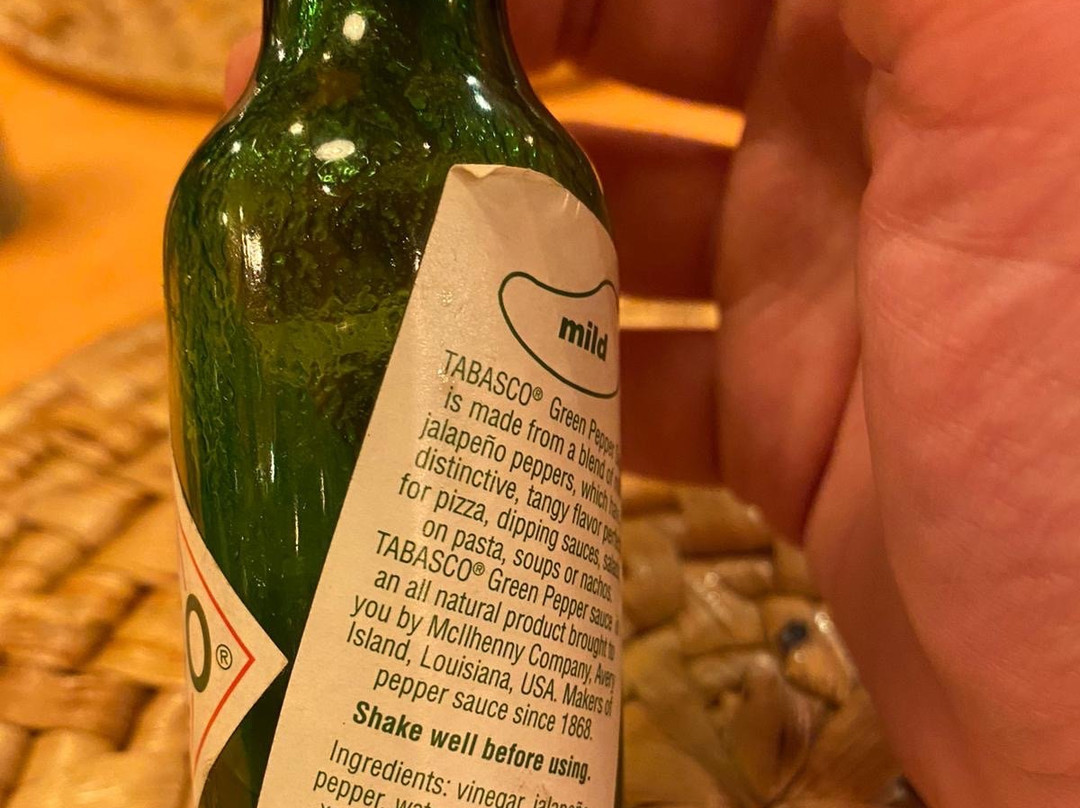 mild
TABASCO® Green Pepper
is made from a blend of
jalapeño peppers, which
distinctive, tangy flavor
for pizza, dipping sauces,
on pasta, soups or nachos.
TABASCO® Green Pepper sauce
an all natural product brought to
you by McIlhenny Company, Avery
Island, Louisiana, USA. Makers of
pepper sauce since 1868.
Shake well before using.
Ingredients: vinegar,
pepper,
O®